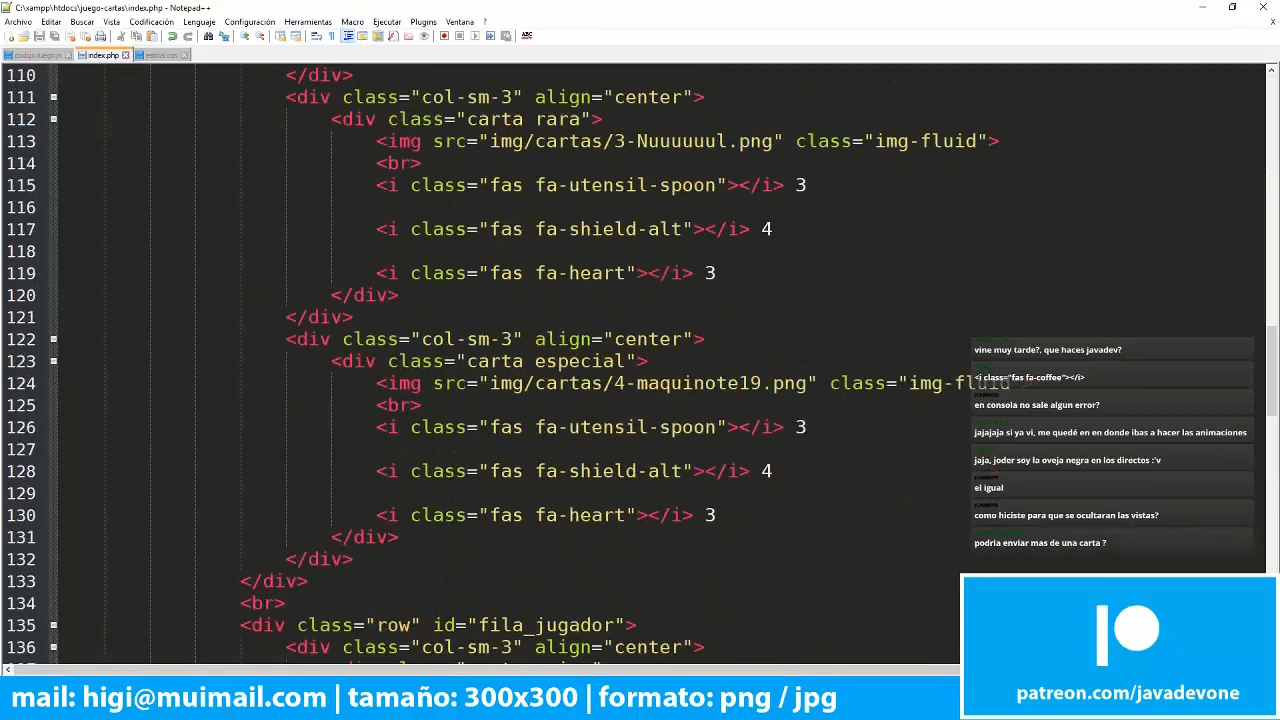 C:\xampp\htdocs\juego-cartas\index.php - Notepad++
Archivo Editar Buscar Vista Codificación Lenguaje Configuración Herramientas Macro Ejecutar Plugins Ventana ?
codigoJuego.js index.php estilos.css
110 </div>
111 <div class="col-sm-3" align="center">
112 <div class="carta rara">
113 <img src="img/cartas/3-Nuuuuuul.png" class="img-fluid">
114 <br>
115 <i class="fas fa-utensil-spoon"></i> 3
116
117 <i class="fas fa-shield-alt"></i> 4
118
119 <i class="fas fa-heart"></i> 3
120 </div>
121 </div>
122 <div class="col-sm-3" align="center">
123 <div class="carta especial">
124 <img src="img/cartas/4-maquinote19.png" class="img-fluid
125 <br>
126 <i class="fas fa-utensil-spoon"></i> 3
127
128 <i class="fas fa-shield-alt"></i> 4
129
130 <i class="fas fa-heart"></i> 3
131 </div>
132 </div>
133 </div>
134 <br>
135 <div class="row" id="fila_jugador">
136 <div class="col-sm-3" align="center">
vine muy tarde?, que haces javadev?
<i class="fas fa-coffee"></i>
en consola no sale algun error?
jajajaja si ya vi, me quedé en en donde ibas a hacer las animaciones
jaja, joder soy la oveja negra en los directos :'v
el igual
como hiciste para que se ocultaran las vistas?
podria enviar mas de una carta ?
patreon.com/javadevone
mail: higi@muimail.com | tamaño: 300x300 | formato: png / jpg